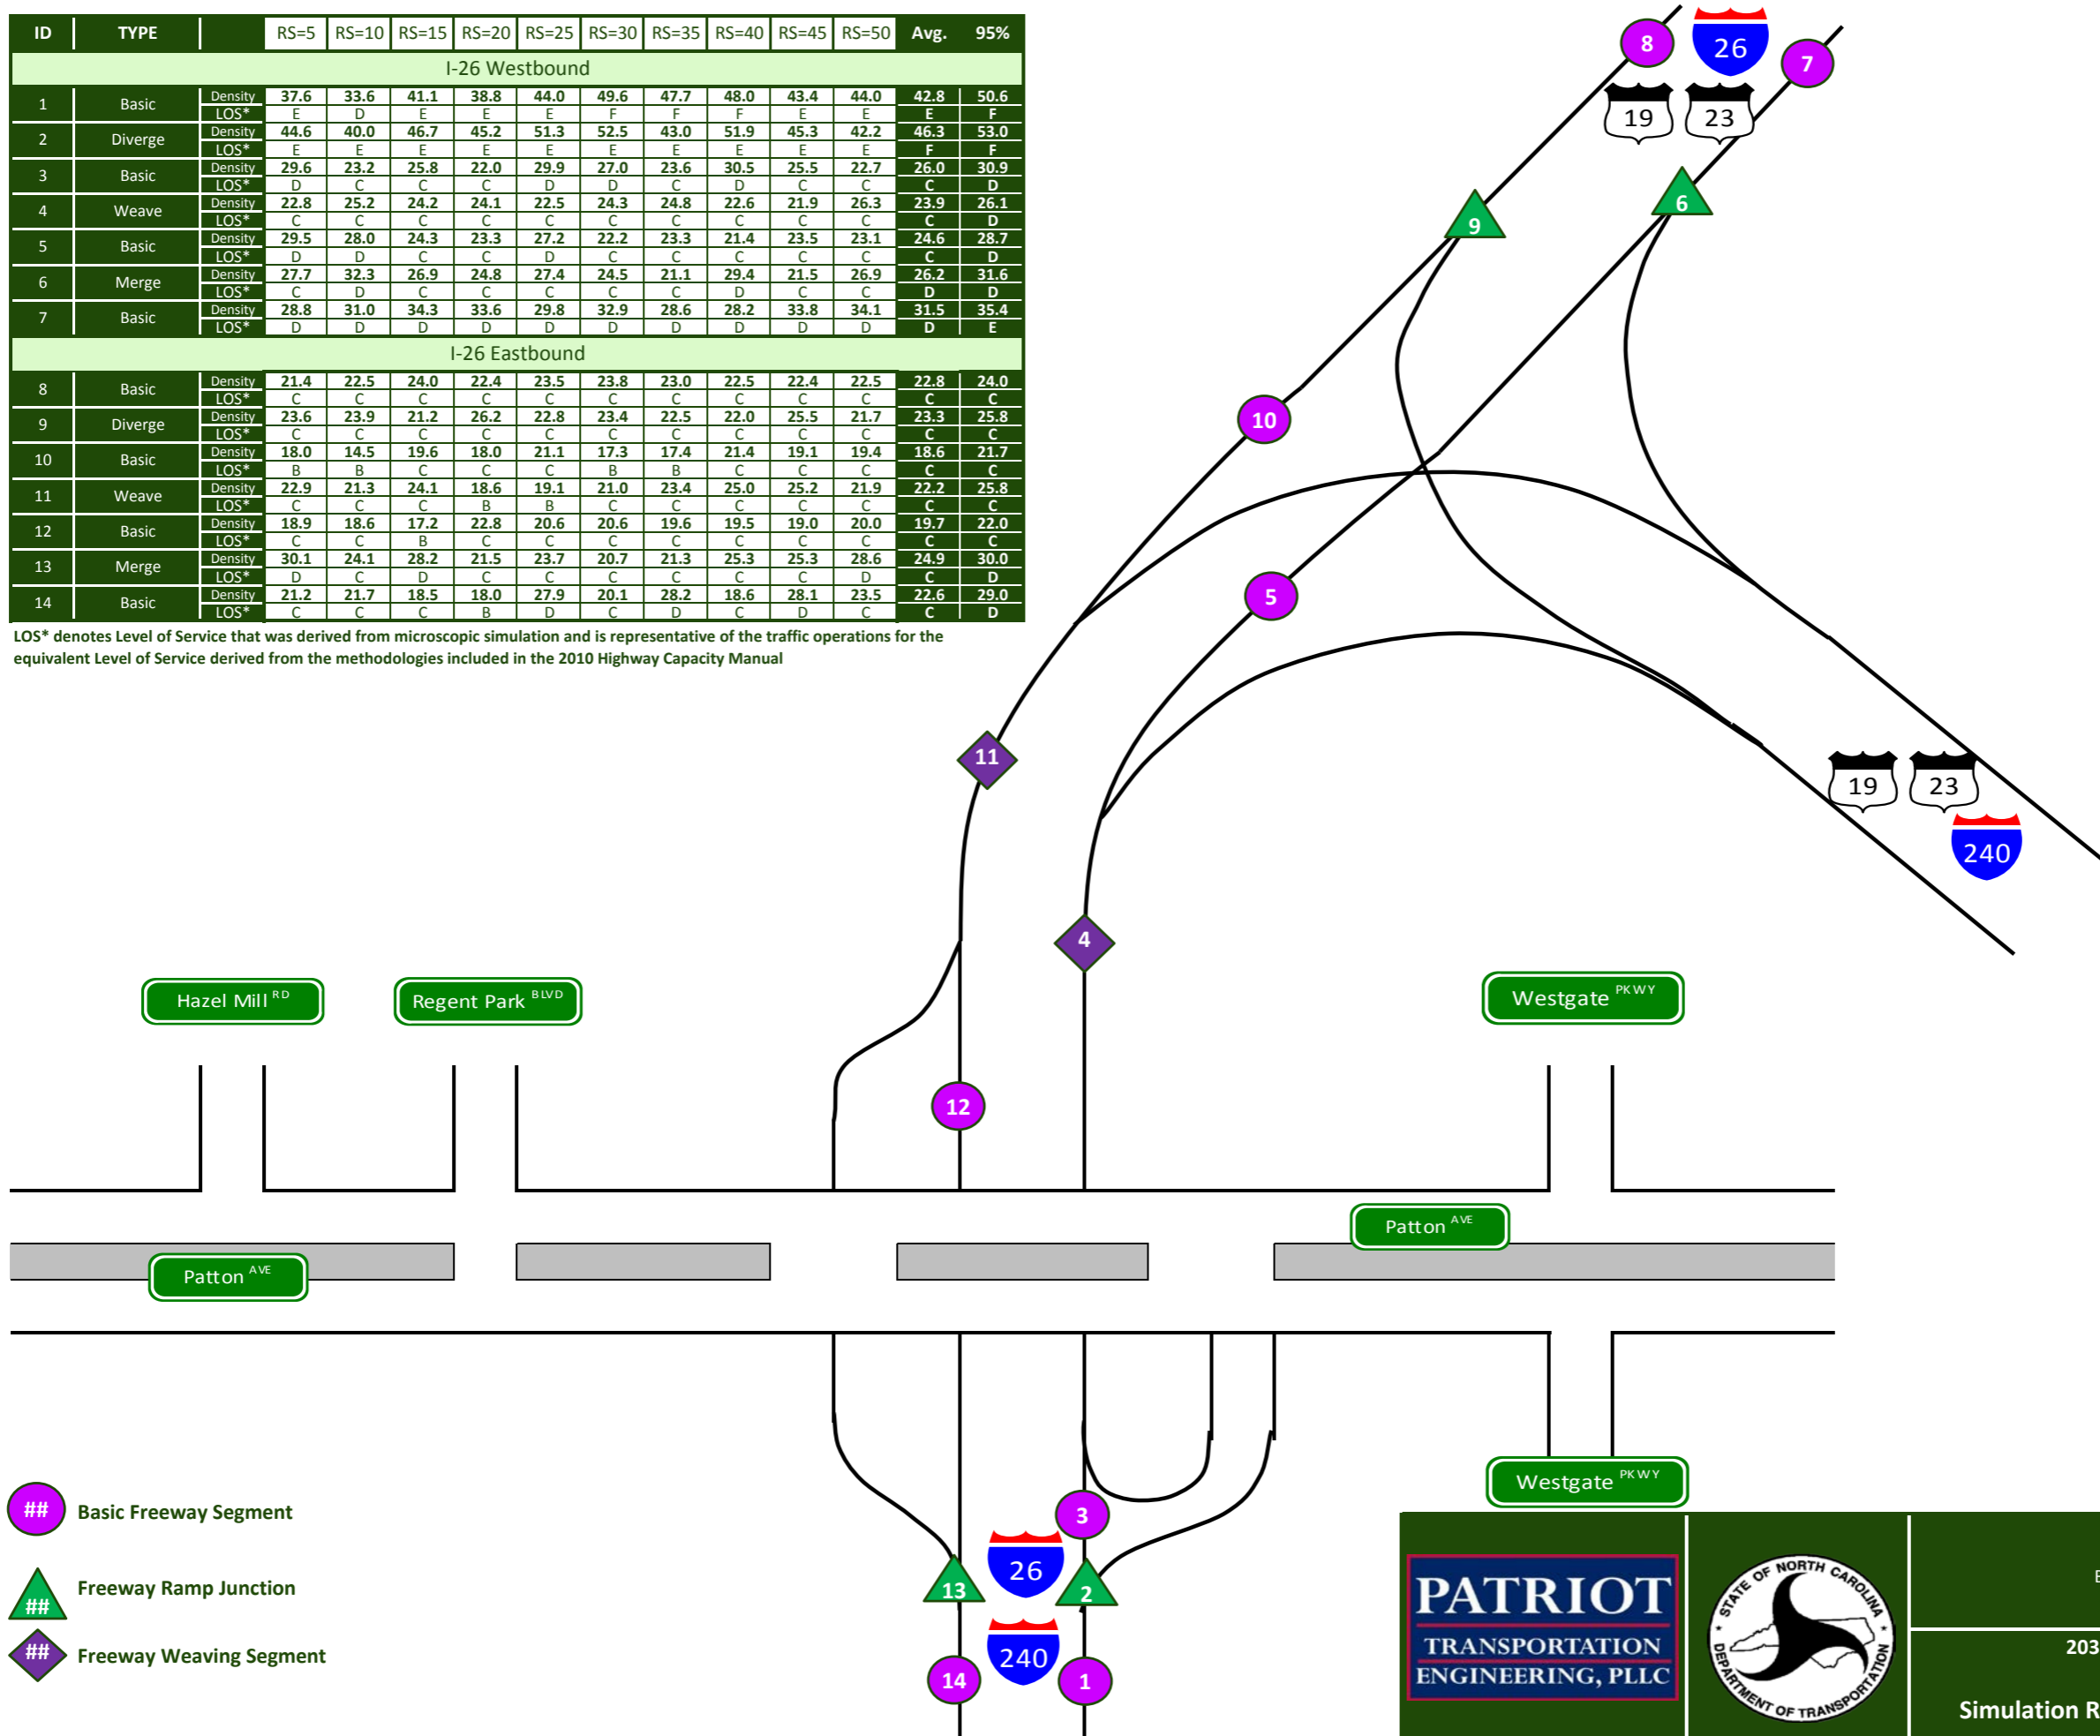 ID TYPE RS=5 RS=10 RS=15 RS=20 RS=25 RS=30 RS=35 RS=40 RS=45 RS=50 Avg. 95%
I-26 Westbound
1 Basic Density 37.6 33.6 41.1 38.8 44.0 49.6 47.7 48.0 43.4 44.0 42.8 50.6
LOS* E D E E E F F F E E E F
2 Diverge Density 44.6 40.0 46.7 45.2 51.3 52.5 43.0 51.9 45.3 42.2 46.3 53.0
LOS* E E E E E E E E E E F F
3 Basic Density 29.6 23.2 25.8 22.0 29.9 27.0 23.6 30.5 25.5 22.7 26.0 30.9
LOS* D C C C D D C D C C C D
4 Weave Density 22.8 25.2 24.2 24.1 22.5 24.3 24.8 22.6 21.9 26.3 23.9 26.1
LOS* C C C C C C C C C C C D
5 Basic Density 29.5 28.0 24.3 23.3 27.2 22.2 23.3 21.4 23.5 23.1 24.6 28.7
LOS* D D C C D C C C C C C D
6 Merge Density 27.7 32.3 26.9 24.8 27.4 24.5 21.1 29.4 21.5 26.9 26.2 31.6
LOS* C D C C C C C D C C D D
7 Basic Density 28.8 31.0 34.3 33.6 29.8 32.9 28.6 28.2 33.8 34.1 31.5 35.4
LOS* D D D D D D D D D D D E
I-26 Eastbound
8 Basic Density 21.4 22.5 24.0 22.4 23.5 23.8 23.0 22.5 22.4 22.5 22.8 24.0
LOS* C C C C C C C C C C C C
9 Diverge Density 23.6 23.9 21.2 26.2 22.8 23.4 22.5 22.0 25.5 21.7 23.3 25.8
LOS* C C C C C C C C C C C C
10 Basic Density 18.0 14.5 19.6 18.0 21.1 17.3 17.4 21.4 19.1 19.4 18.6 21.7
LOS* B B C C C B B C C C C C
11 Weave Density 22.9 21.3 24.1 18.6 19.1 21.0 23.4 25.0 25.2 21.9 22.2 25.8
LOS* C C C B B C C C C C C C
12 Basic Density 18.9 18.6 17.2 22.8 20.6 20.6 19.6 19.5 19.0 20.0 19.7 22.0
LOS* C C B C C C C C C C C C
13 Merge Density 30.1 24.1 28.2 21.5 23.7 20.7 21.3 25.3 25.3 28.6 24.9 30.0
LOS* D C D C C C C C C D C D
14 Basic Density 21.2 21.7 18.5 18.0 27.9 20.1 28.2 18.6 28.1 23.5 22.6 29.0
LOS* C C C B D C D C D C C D
LOS* denotes Level of Service that was derived from microscopic simulation and is representative of the traffic operations for the
equivalent Level of Service derived from the methodologies included in the 2010 Highway Capacity Manual
8 26 7
19 23
9 6
10
5
11
19 23
240
4
Hazel Mill RD
Regent Park BLVD
Westgate PKWY
12
Patton AVE
Patton AVE
Westgate PKWY
3
26
13 2
240
14 1
## Basic Freeway Segment
## Freeway Ramp Junction
## Freeway Weaving Segment
PATRIOT
TRANSPORTATION
ENGINEERING, PLLC
STATE OF NORTH CAROLINA
DEPARTMENT OF TRANSPORTATION
203
Simulation R